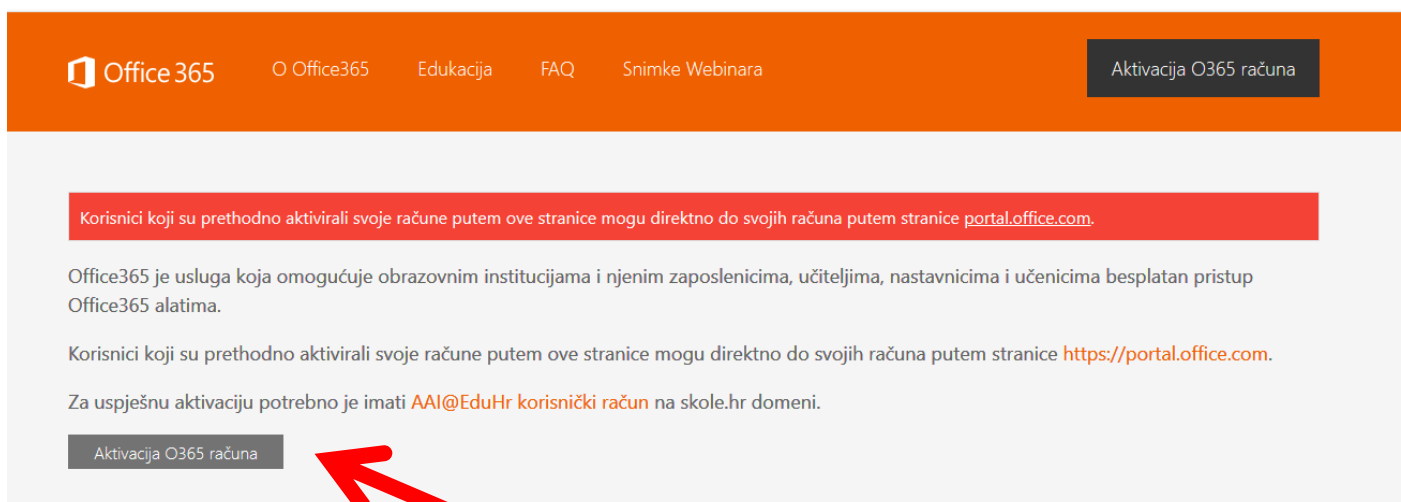 Office 365
O Office365
Edukacija
FAQ
Snimke Webinara
Aktivacija O365 računa
Korisnici koji su prethodno aktivirali svoje račune putem ove stranice mogu direktno do svojih računa putem stranice portal.office.com.
Office365 je usluga koja omogućuje obrazovnim institucijama i njenim zaposlenicima, učiteljima, nastavnicima i učenicima besplatan pristup
Office365 alatima.
Korisnici koji su prethodno aktivirali svoje račune putem ove stranice mogu direktno do svojih računa putem stranice https://portal.office.com.
Za uspješnu aktivaciju potrebno je imati AAI@EduHr korisnički račun na skole.hr domeni.
Aktivacija O365 računa